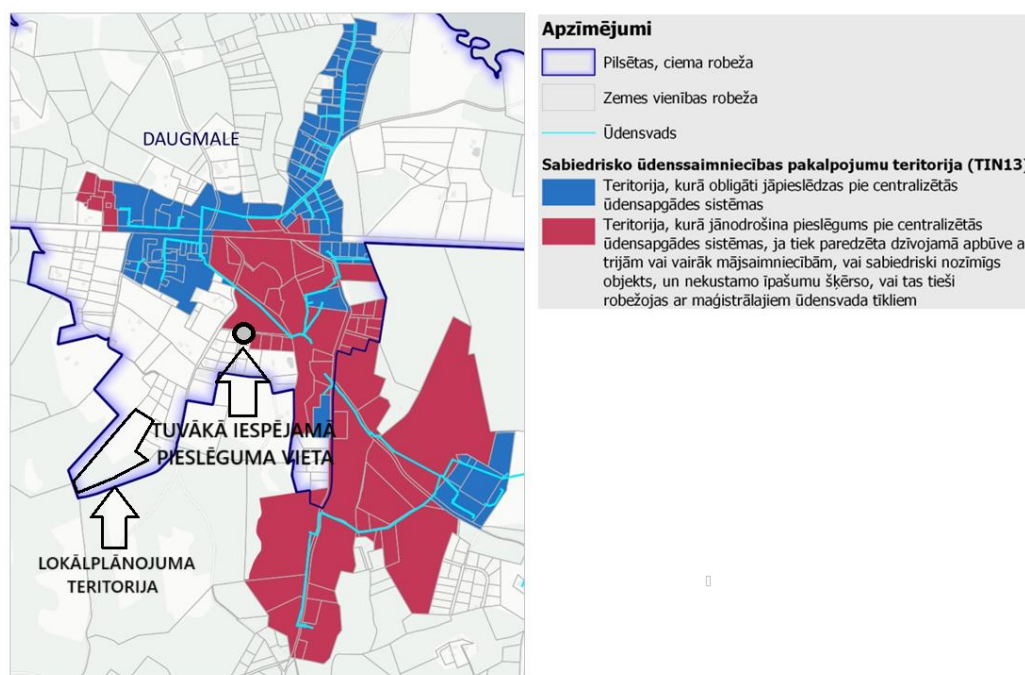 DAUGMALE
TUVĀKĀ IESPĒJAMĀ
PIESLĒGUMA VIETA
LOKĀLPLĀNOJUMA
TERITORIJA
Apzīmējumi
Pilsētas, ciema robeža
Zemes vienības robeža
Ūdensvads
Sabiedrisko ūdenssaimniecības pakalpojumu teritorija (TIN13)
Teritorija, kurā obligāti jāpieslēdzas pie centralizētās
ūdensapgādes sistēmas
Teritorija, kurā jānodrošina pieslēgums pie centralizētās
ūdensapgādes sistēmas, ja tiek paredzēta dzīvojamā apbūve a
trijām vai vairāk mājsaimniecībām, vai sabiedriski nozīmīgs
objekts, un nekustamo īpašumu šķērso, vai tas tieši
robežojas ar maģistrālajiem ūdensvada tīkliem